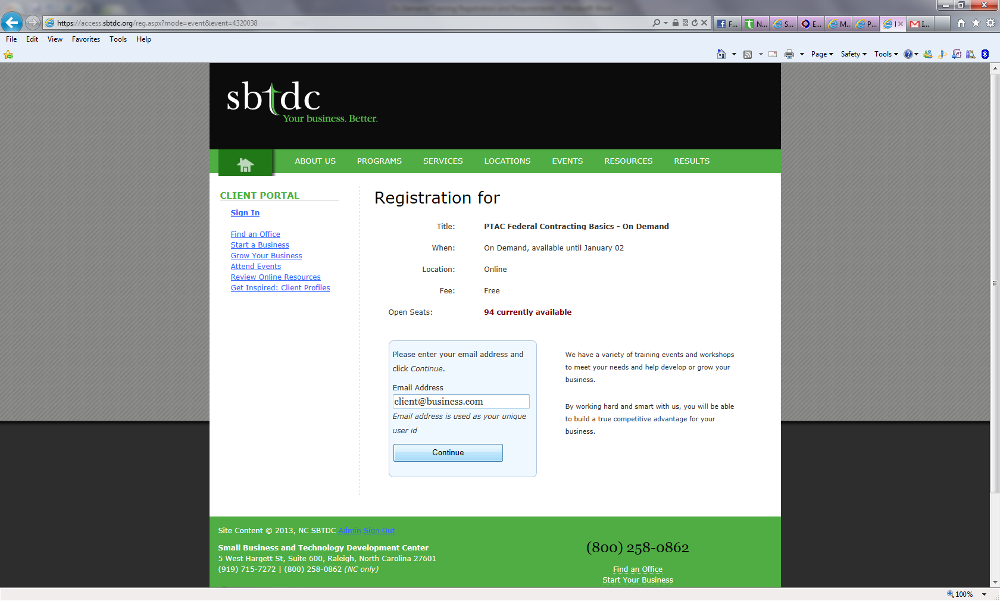 https://access.sbtdc.org/reg.aspx?mode=event&event=4320038
F...
N...
S...
E...
M...
P...
I...
File Edit View Favorites Tools Help
Page Safety Tools
sbtdc
Your business. Better.
ABOUT US PROGRAMS SERVICES LOCATIONS EVENTS RESOURCES RESULTS
CLIENT PORTAL
Sign In
Find an Office
Start a Business
Grow Your Business
Attend Events
Review Online Resources
Get Inspired: Client Profiles
Registration for
Title: PTAC Federal Contracting Basics - On Demand
When: On Demand, available until January 02
Location: Online
Fee: Free
Open Seats: 94 currently available
Please enter your email address and
click Continue.
Email Address
client@business.com
Email address is used as your unique
user id
Continue
We have a variety of training events and workshops
to meet your needs and help develop or grow your
business.
By working hard and smart with us, you will be able
to build a true competitive advantage for your
business.
Site Content © 2013, NC SBTDC Admin Sign Out
Small Business and Technology Development Center
5 West Hargett St, Suite 600, Raleigh, North Carolina 27601
(919) 715-7272 | (800) 258-0862 (NC only)
(800) 258-0862
Find an Office
Start Your Business
100%